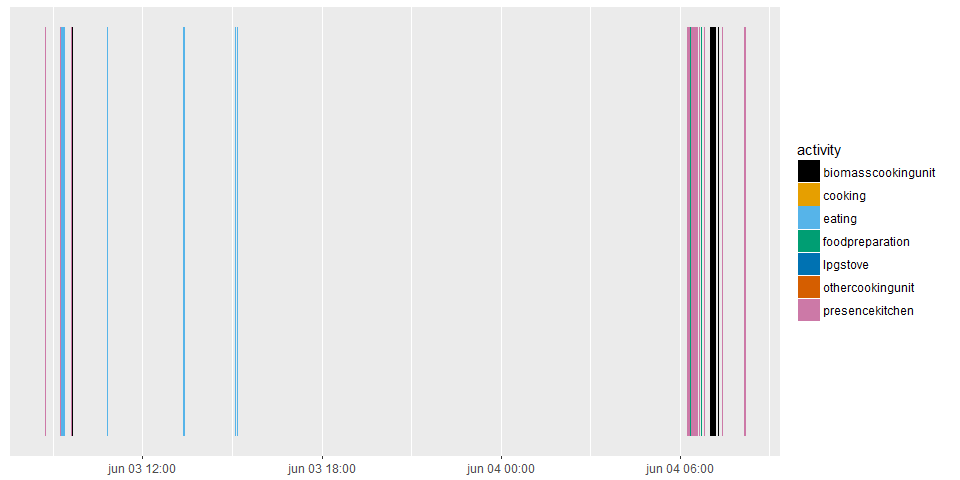 activity
biomasscookingunit
cooking
eating
foodpreparation
lpgstove
othercookingunit
presencekitchen
jun 03 12:00 jun 03 18:00 jun 04 00:00 jun 04 06:00